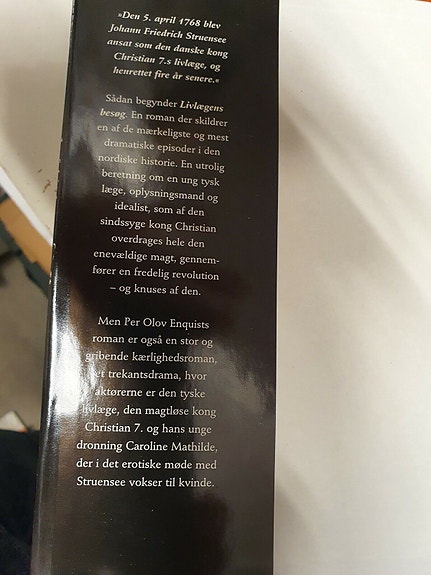 »Den 5. april 1768 blev
Johann Friedrich Struensee
ansat som den danske kong
Christian 7.s livlæge, og
henrettet fire år senere.«
Sådan begynder Livlægens
besøg. En roman der skildrer
en af de mærkeligste og mest
dramatiske episoder i den
nordiske historie. En utrolig
beretning om en ung tysk
læge, oplysningsmand og
idealist, som af den
sindssyge kong Christian
overdrages hele den
enevældige magt, gennem-
fører en fredelig revolution
– og knuses af den.
Men Per Olov Enquists
roman er også en stor og
gribende kærlighedsroman,
et trekantsdrama, hvor
aktørerne er den tyske
livlæge, den magtløse kong
Christian 7. og hans unge
dronning Caroline Mathilde,
der i det erotiske møde med
Struensee vokser til kvinde.